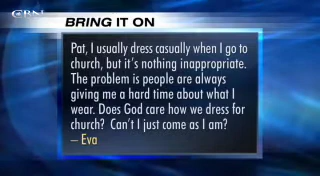 CBN
BRING IT ON
Pat, I usually dress casually when I go to
church, but it's nothing inappropriate.
The problem is people are always
giving me a hard time about what I
wear. Does God care how we dress for
church? Can't I just come as I am?
– Eva